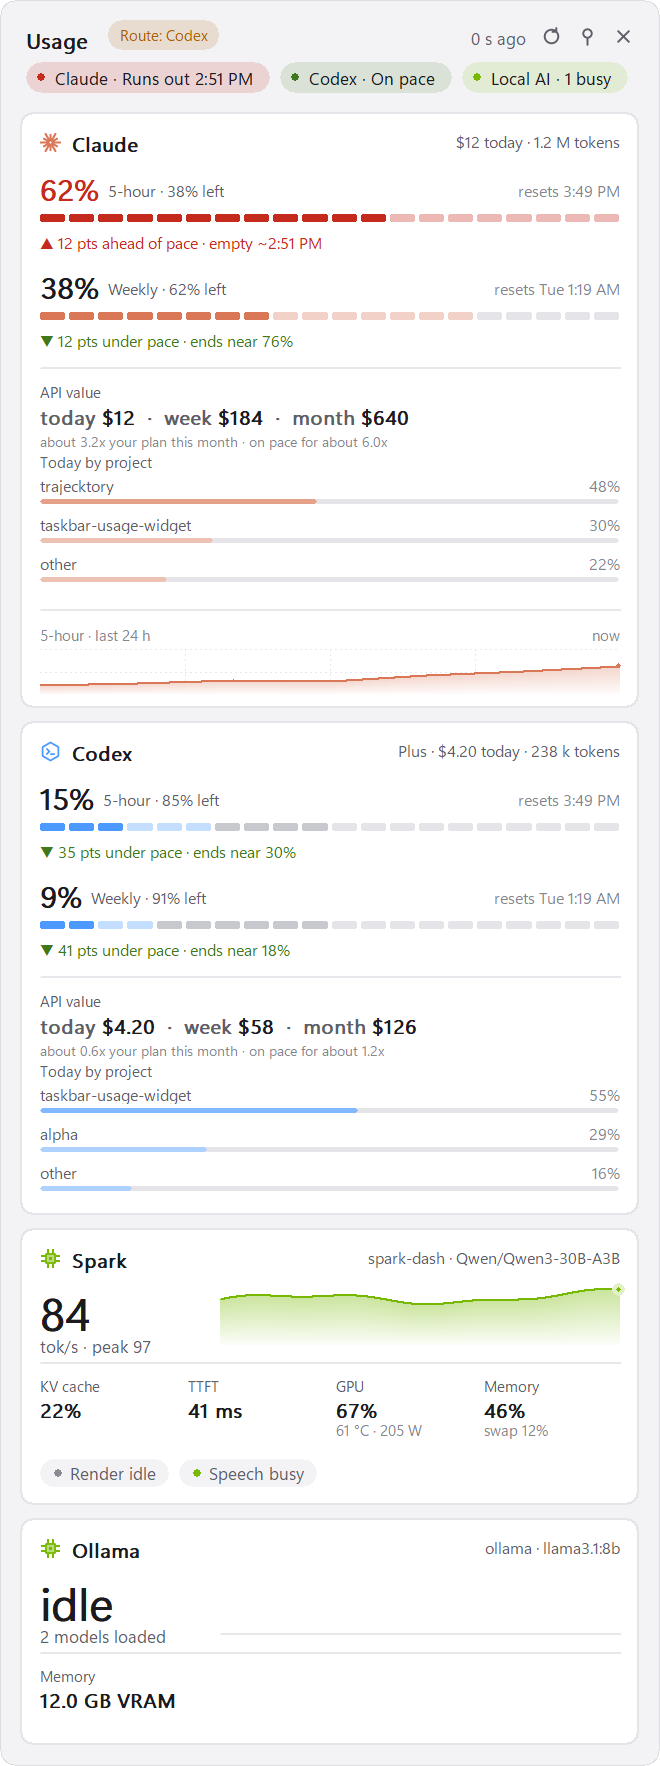 Usage
Route: Codex
0 s ago
Claude · Runs out 2:51 PM
Codex · On pace
Local AI · 1 busy
Claude
$12 today · 1.2 M tokens
62% 5-hour · 38% left
resets 3:49 PM
▲ 12 pts ahead of pace · empty ~2:51 PM
38% Weekly · 62% left
resets Tue 1:19 AM
▼ 12 pts under pace · ends near 76%
API value
today $12 · week $184 · month $640
about 3.2x your plan this month · on pace for about 6.0x
Today by project
trajecktory
48%
taskbar-usage-widget
30%
other
22%
5-hour · last 24 h
now
Codex
Plus · $4.20 today · 238 k tokens
15% 5-hour · 85% left
resets 3:49 PM
▼ 35 pts under pace · ends near 30%
9% Weekly · 91% left
resets Tue 1:19 AM
▼ 41 pts under pace · ends near 18%
API value
today $4.20 · week $58 · month $126
about 0.6x your plan this month · on pace for about 1.2x
Today by project
taskbar-usage-widget
55%
alpha
29%
other
16%
Spark
spark-dash · Qwen/Qwen3-30B-A3B
84
tok/s · peak 97
KV cache
22%
TTFT
41 ms
GPU
67%
61 °C · 205 W
Memory
46%
swap 12%
Render idle
Speech busy
Ollama
ollama · llama3.1:8b
idle
2 models loaded
Memory
12.0 GB VRAM